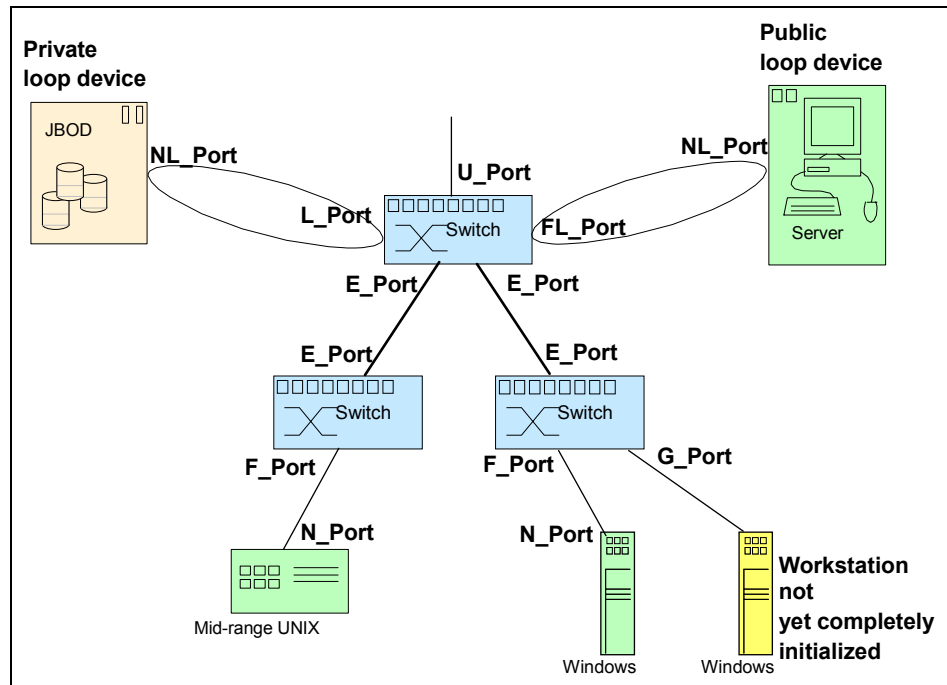 Private
loop device
Public
loop device
JBOD
NL_Port
NL_Port
U_Port
L_Port
Switch
FL_Port
Server
E_Port
E_Port
E_Port
E_Port
Switch
Switch
F_Port
F_Port
G_Port
N_Port
N_Port
Workstation
not
yet completely
initialized
Mid-range UNIX
Windows
Windows